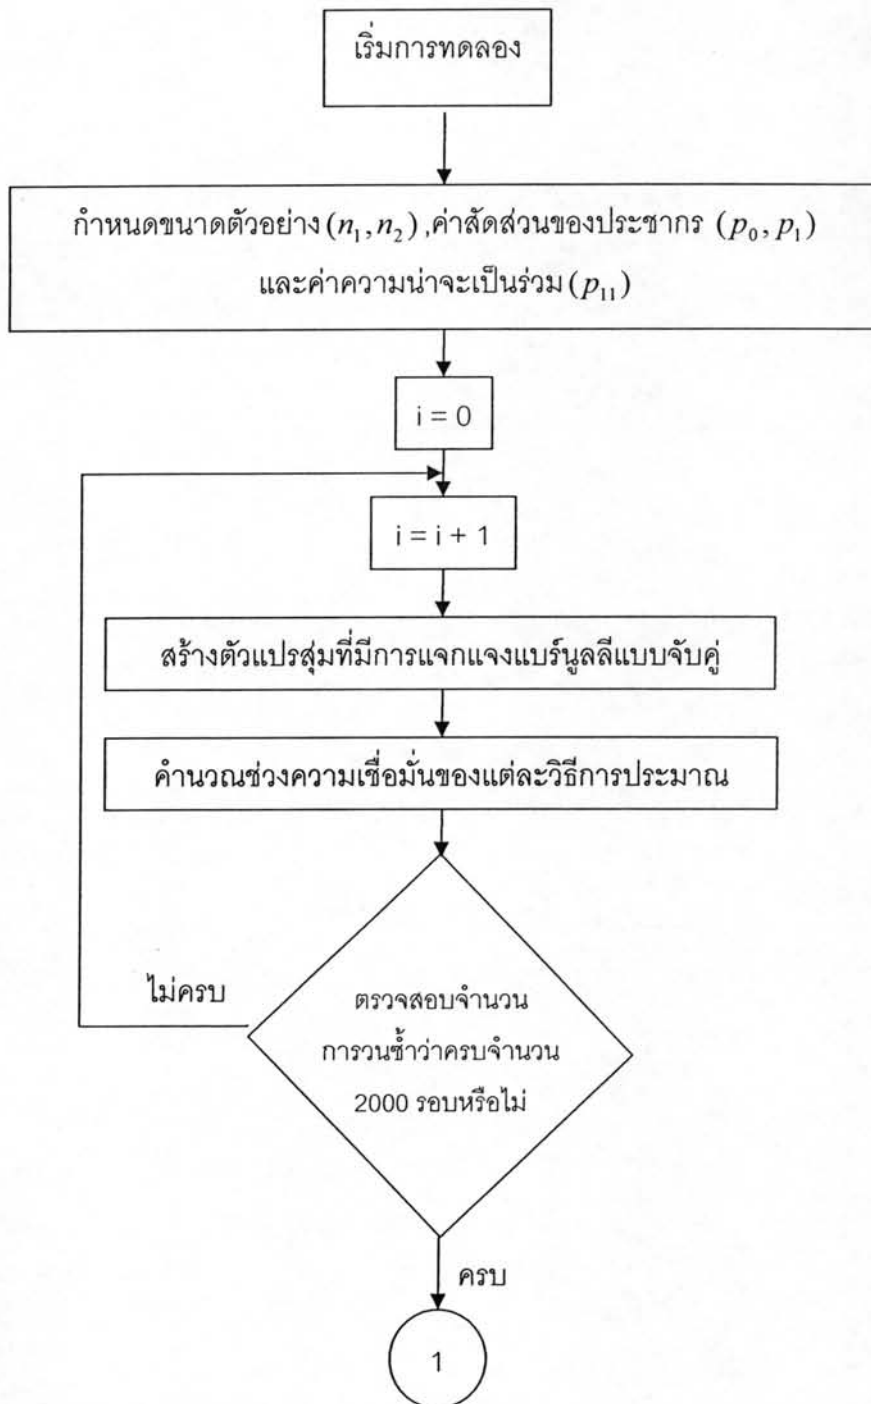 เริ่มการทดลอง
กำหนดขนาดตัวอย่าง (n₁, n₂) ,ค่าสัดส่วนของประชากร (p₀, p₁)
และค่าความน่าจะเป็นร่วม (p₁₁)
i = 0
i = i + 1
สร้างตัวแปรสุ่มที่มีการแจกแจงแบร์นูลลีแบบจับคู่
คำนวณช่วงความเชื่อมั่นของแต่ละวิธีการประมาณ
ไม่ครบ
ตรวจสอบจำนวน
การวนซ้ำว่าครบจำนวน
2000 รอบหรือไม่
ครบ
1